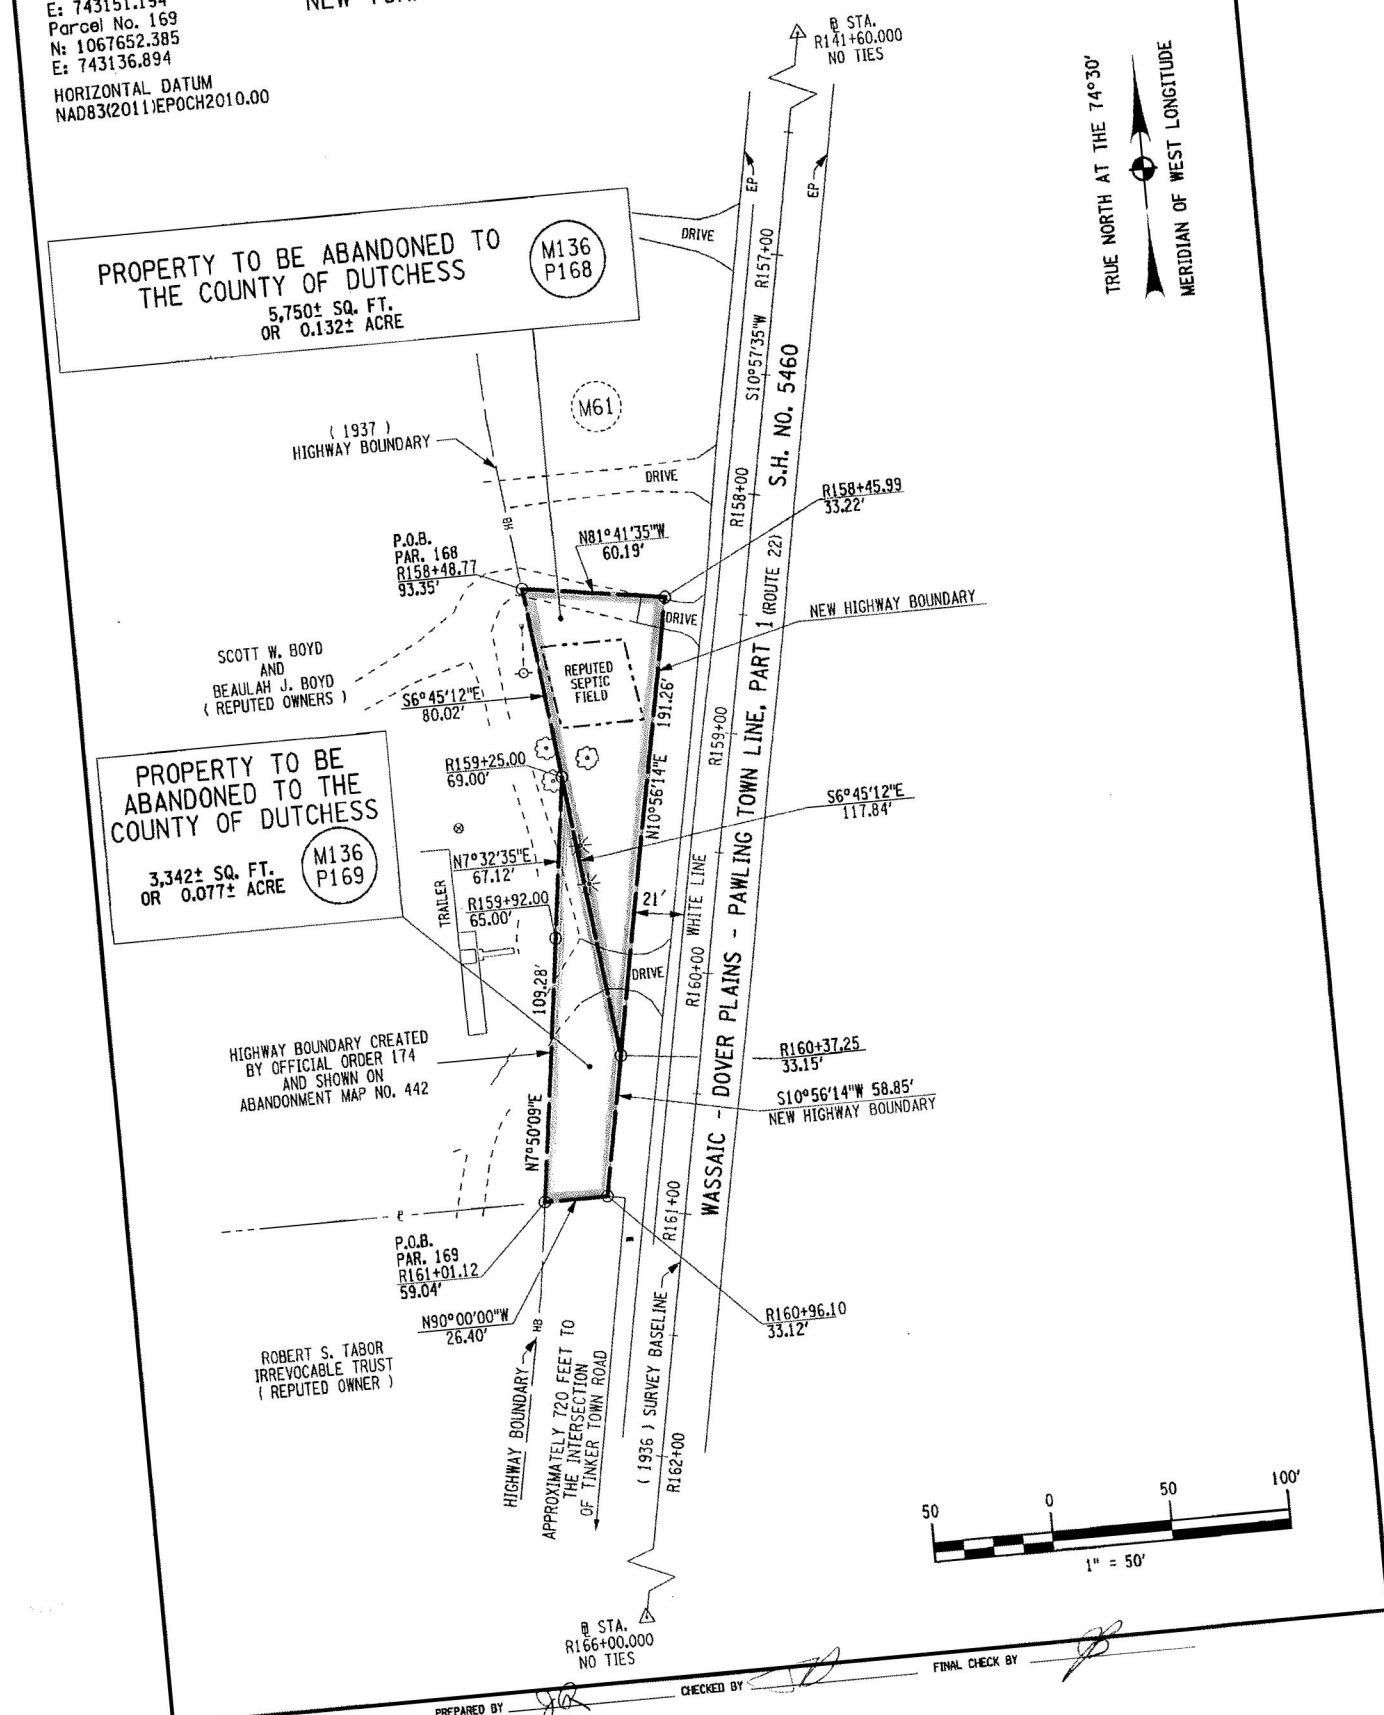 Parcel No. 169
N: 1067652.385
E: 743136.894
HORIZONTAL DATUM
NAD83(2011)EPOCH2010.00
℄ STA.
R141+60.000
NO TIES
TRUE NORTH AT THE 74°30'
MERIDIAN OF WEST LONGITUDE
PROPERTY TO BE ABANDONED TO
THE COUNTY OF DUTCHESS
5,750± SQ. FT.
OR 0.132± ACRE
M136
P168
DRIVE
EP
EP
R157+00
S10°57'35"W
S.H. NO. 5460
M61
( 1937 )
HIGHWAY BOUNDARY
DRIVE
R158+00
R158+45.99
33.22'
HB
P.O.B.
PAR. 168
R158+48.77
93.35'
N81°41'35"W
60.19'
NEW HIGHWAY BOUNDARY
DRIVE
SCOTT W. BOYD
AND
BEAULAH J. BOYD
( REPUTED OWNERS )
REPUTED
SEPTIC
FIELD
S6°45'12"E
80.02'
191.26'
N10°56'14"E
R159+00
WASSAIC - DOVER PLAINS - PAWLING TOWN LINE, PART 1 (ROUTE 22)
PROPERTY TO BE
ABANDONED TO THE
COUNTY OF DUTCHESS
3,342± SQ. FT.
OR 0.077± ACRE
M136
P169
R159+25.00
69.00'
S6°45'12"E
117.84'
TRAILER
N7°32'35"E
67.12'
R159+92.00
65.00'
21'
WHITE LINE
R160+00
DRIVE
109.28'
N7°50'09"E
HIGHWAY BOUNDARY CREATED
BY OFFICIAL ORDER 174
AND SHOWN ON
ABANDONMENT MAP NO. 442
R160+37.25
33.15'
S10°56'14"W 58.85'
NEW HIGHWAY BOUNDARY
R161+00
P.O.B.
PAR. 169
R161+01.12
59.04'
N90°00'00"W
26.40'
R160+96.10
33.12'
ROBERT S. TABOR
IRREVOCABLE TRUST
( REPUTED OWNER )
HB
HIGHWAY BOUNDARY
APPROXIMATELY 720 FEET TO
THE INTERSECTION
OF TINKER TOWN ROAD
( 1936 ) SURVEY BASELINE
R162+00
50
0
50
100'
1" = 50'
℄ STA.
R166+00.000
NO TIES
PREPARED BY
CHECKED BY
FINAL CHECK BY